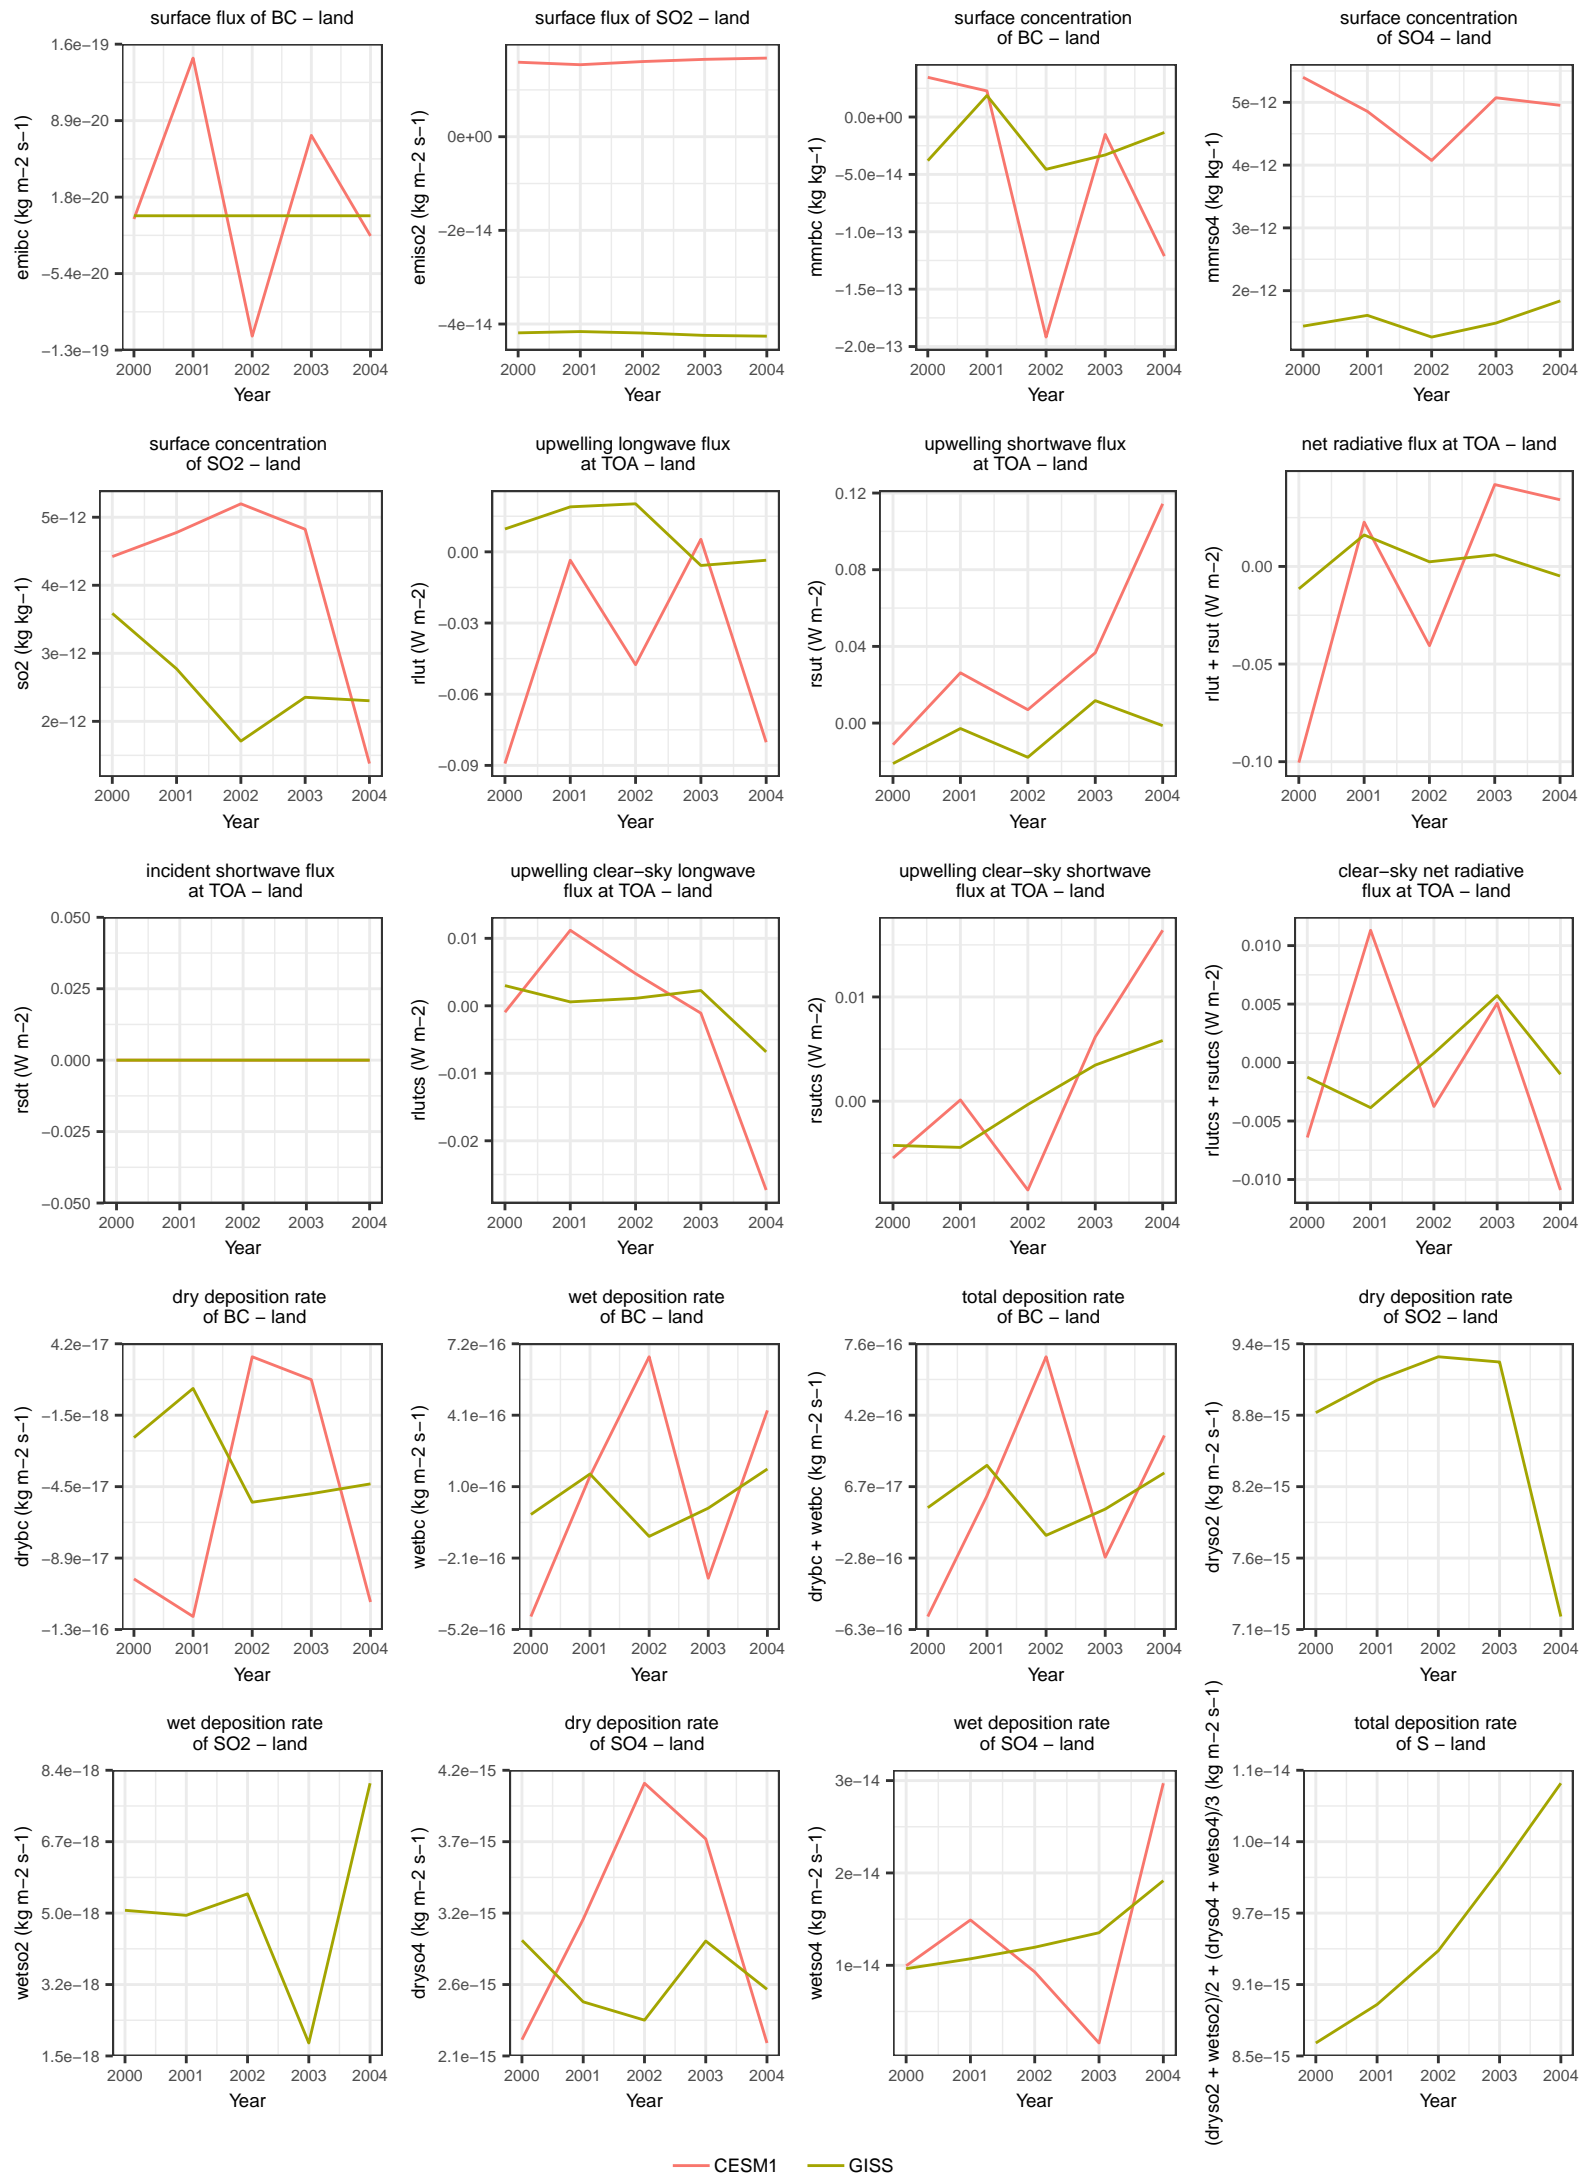 surface flux of BC − land
emibc (kg m−2 s−1)
1.6e−19
8.9e−20
1.8e−20
−5.4e−20
−1.3e−19
2000 2001 2002 2003 2004
Year
surface flux of SO2 − land
emiso2 (kg m−2 s−1)
0e+00
−2e−14
−4e−14
2000 2001 2002 2003 2004
Year
surface concentration
of BC − land
mmrbc (kg kg−1)
0.0e+00
−5.0e−14
−1.0e−13
−1.5e−13
−2.0e−13
2000 2001 2002 2003 2004
Year
surface concentration
of SO4 − land
mmrso4 (kg kg−1)
5e−12
4e−12
3e−12
2e−12
2000 2001 2002 2003 2004
Year
surface concentration
of SO2 − land
so2 (kg kg−1)
5e−12
4e−12
3e−12
2e−12
2000 2001 2002 2003 2004
Year
upwelling longwave flux
at TOA − land
rlut (W m−2)
0.00
−0.03
−0.06
−0.09
2000 2001 2002 2003 2004
Year
upwelling shortwave flux
at TOA − land
rsut (W m−2)
0.12
0.08
0.04
0.00
2000 2001 2002 2003 2004
Year
net radiative flux at TOA − land
rlut + rsut (W m−2)
0.00
−0.05
−0.10
2000 2001 2002 2003 2004
Year
incident shortwave flux
at TOA − land
rsdt (W m−2)
0.050
0.025
0.000
−0.025
−0.050
2000 2001 2002 2003 2004
Year
upwelling clear−sky longwave
flux at TOA − land
rlutcs (W m−2)
0.01
0.00
−0.01
−0.02
2000 2001 2002 2003 2004
Year
upwelling clear−sky shortwave
flux at TOA − land
rsutcs (W m−2)
0.01
0.00
2000 2001 2002 2003 2004
Year
clear−sky net radiative
flux at TOA − land
rlutcs + rsutcs (W m−2)
0.010
0.005
0.000
−0.005
−0.010
2000 2001 2002 2003 2004
Year
dry deposition rate
of BC − land
drybc (kg m−2 s−1)
4.2e−17
−1.5e−18
−4.5e−17
−8.9e−17
−1.3e−16
2000 2001 2002 2003 2004
Year
wet deposition rate
of BC − land
wetbc (kg m−2 s−1)
7.2e−16
4.1e−16
1.0e−16
−2.1e−16
−5.2e−16
2000 2001 2002 2003 2004
Year
total deposition rate
of BC − land
drybc + wetbc (kg m−2 s−1)
7.6e−16
4.2e−16
6.7e−17
−2.8e−16
−6.3e−16
2000 2001 2002 2003 2004
Year
dry deposition rate
of SO2 − land
dryso2 (kg m−2 s−1)
9.4e−15
8.8e−15
8.2e−15
7.6e−15
7.1e−15
2000 2001 2002 2003 2004
Year
wet deposition rate
of SO2 − land
wetso2 (kg m−2 s−1)
8.4e−18
6.7e−18
5.0e−18
3.2e−18
1.5e−18
2000 2001 2002 2003 2004
Year
dry deposition rate
of SO4 − land
dryso4 (kg m−2 s−1)
4.2e−15
3.7e−15
3.2e−15
2.6e−15
2.1e−15
2000 2001 2002 2003 2004
Year
wet deposition rate
of SO4 − land
wetso4 (kg m−2 s−1)
3e−14
2e−14
1e−14
2000 2001 2002 2003 2004
Year
total deposition rate
of S − land
(dryso2 + wetso2)/2 + (dryso4 + wetso4)/3 (kg m−2 s−1)
1.1e−14
1.0e−14
9.7e−15
9.1e−15
8.5e−15
2000 2001 2002 2003 2004
Year
CESM1 GISS